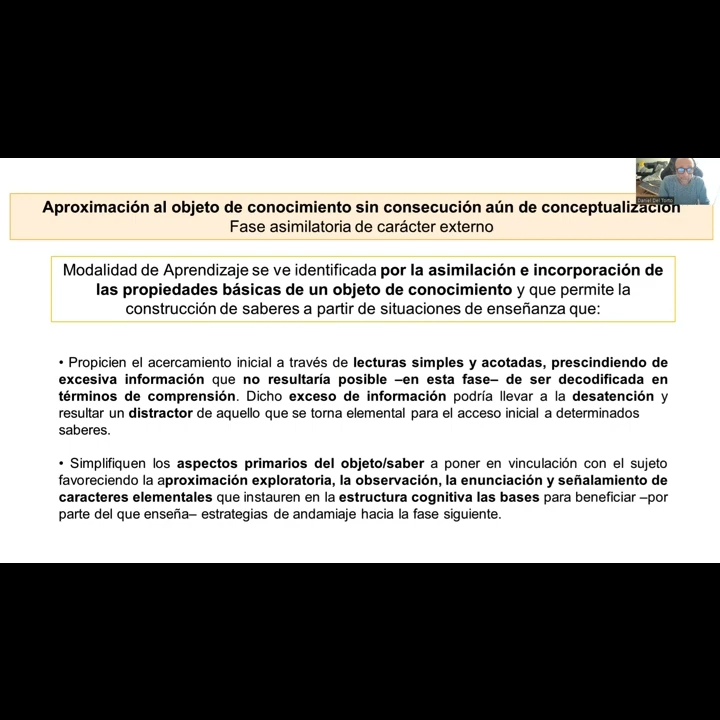 Daniel Del Torto
Aproximación al objeto de conocimiento sin consecución aún de conceptualización
Fase asimilatoria de carácter externo
Modalidad de Aprendizaje se ve identificada por la asimilación e incorporación de
las propiedades básicas de un objeto de conocimiento y que permite la
construcción de saberes a partir de situaciones de enseñanza que:
• Propicien el acercamiento inicial a través de lecturas simples y acotadas, prescindiendo de
excesiva información que no resultaría posible –en esta fase– de ser decodificada en
términos de comprensión. Dicho exceso de información podría llevar a la desatención y
resultar un distractor de aquello que se torna elemental para el acceso inicial a determinados
saberes.
• Simplifiquen los aspectos primarios del objeto/saber a poner en vinculación con el sujeto
favoreciendo la aproximación exploratoria, la observación, la enunciación y señalamiento de
caracteres elementales que instauren en la estructura cognitiva las bases para beneficiar –por
parte del que enseña– estrategias de andamiaje hacia la fase siguiente.